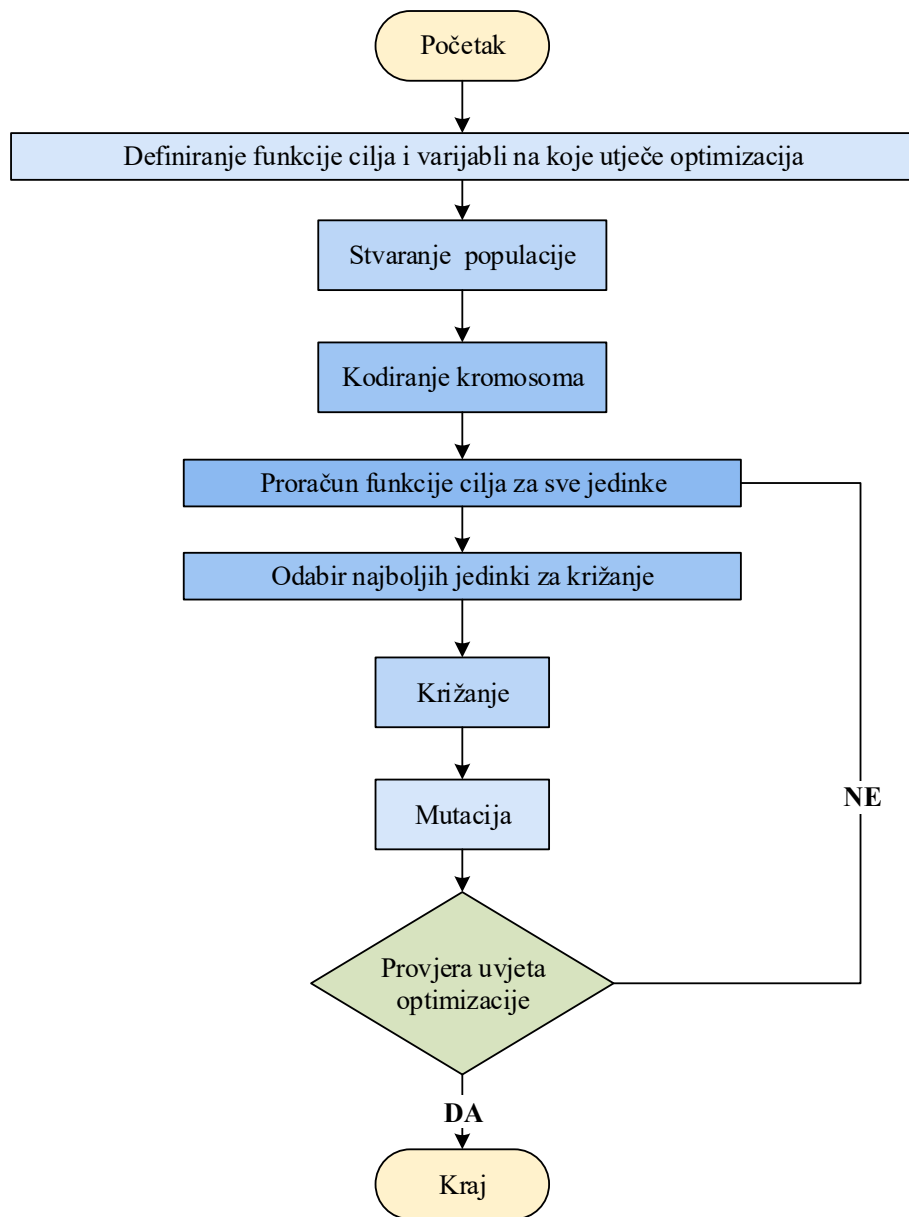 Početak
Definiranje funkcije cilja i varijabli na koje utječe optimizacija
Stvaranje  populacije
Kodiranje kromosoma
Proračun funkcije cilja za sve jedinke
Odabir najboljih jedinki za križanje
Križanje
Mutacija
NE
Provjera uvjeta
optimizacije
DA
Kraj